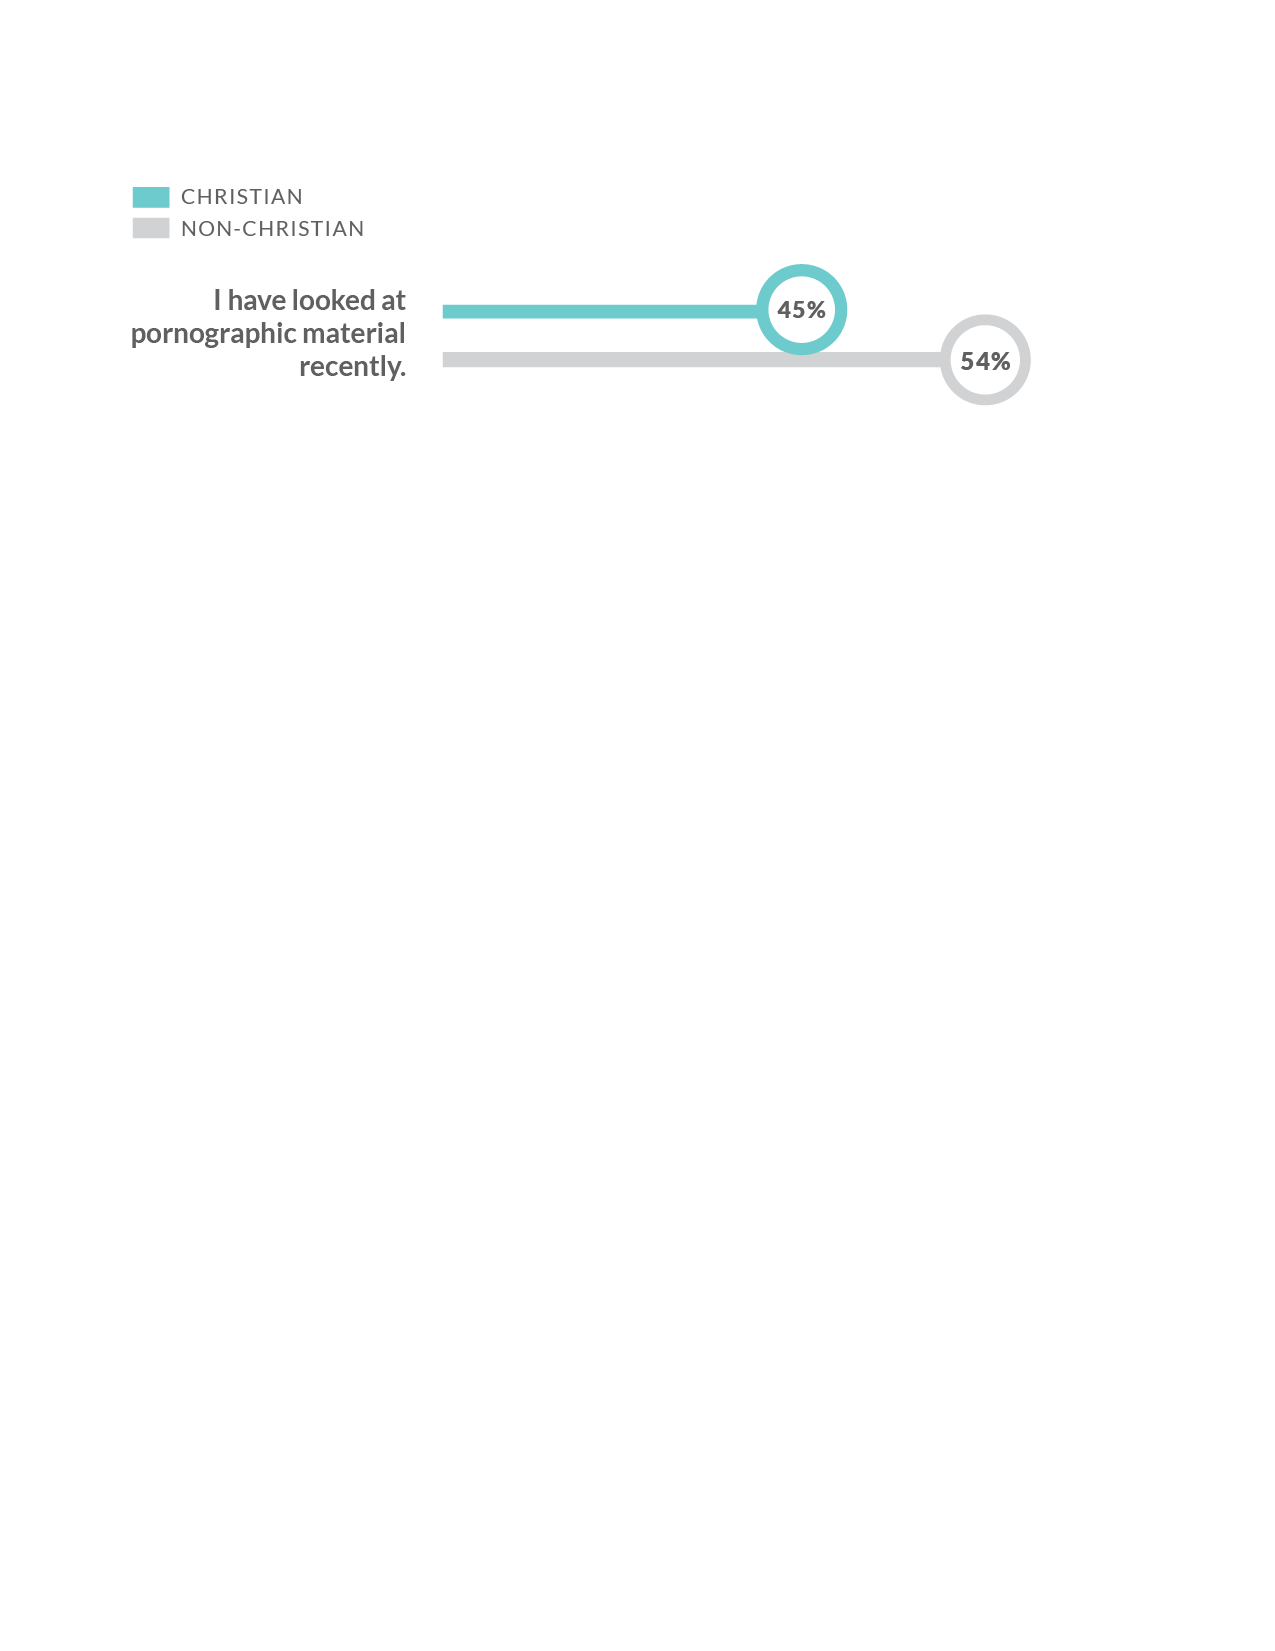 CHRISTIAN
NON-CHRISTIAN
I have looked at
pornographic material
recently.
45%
54%